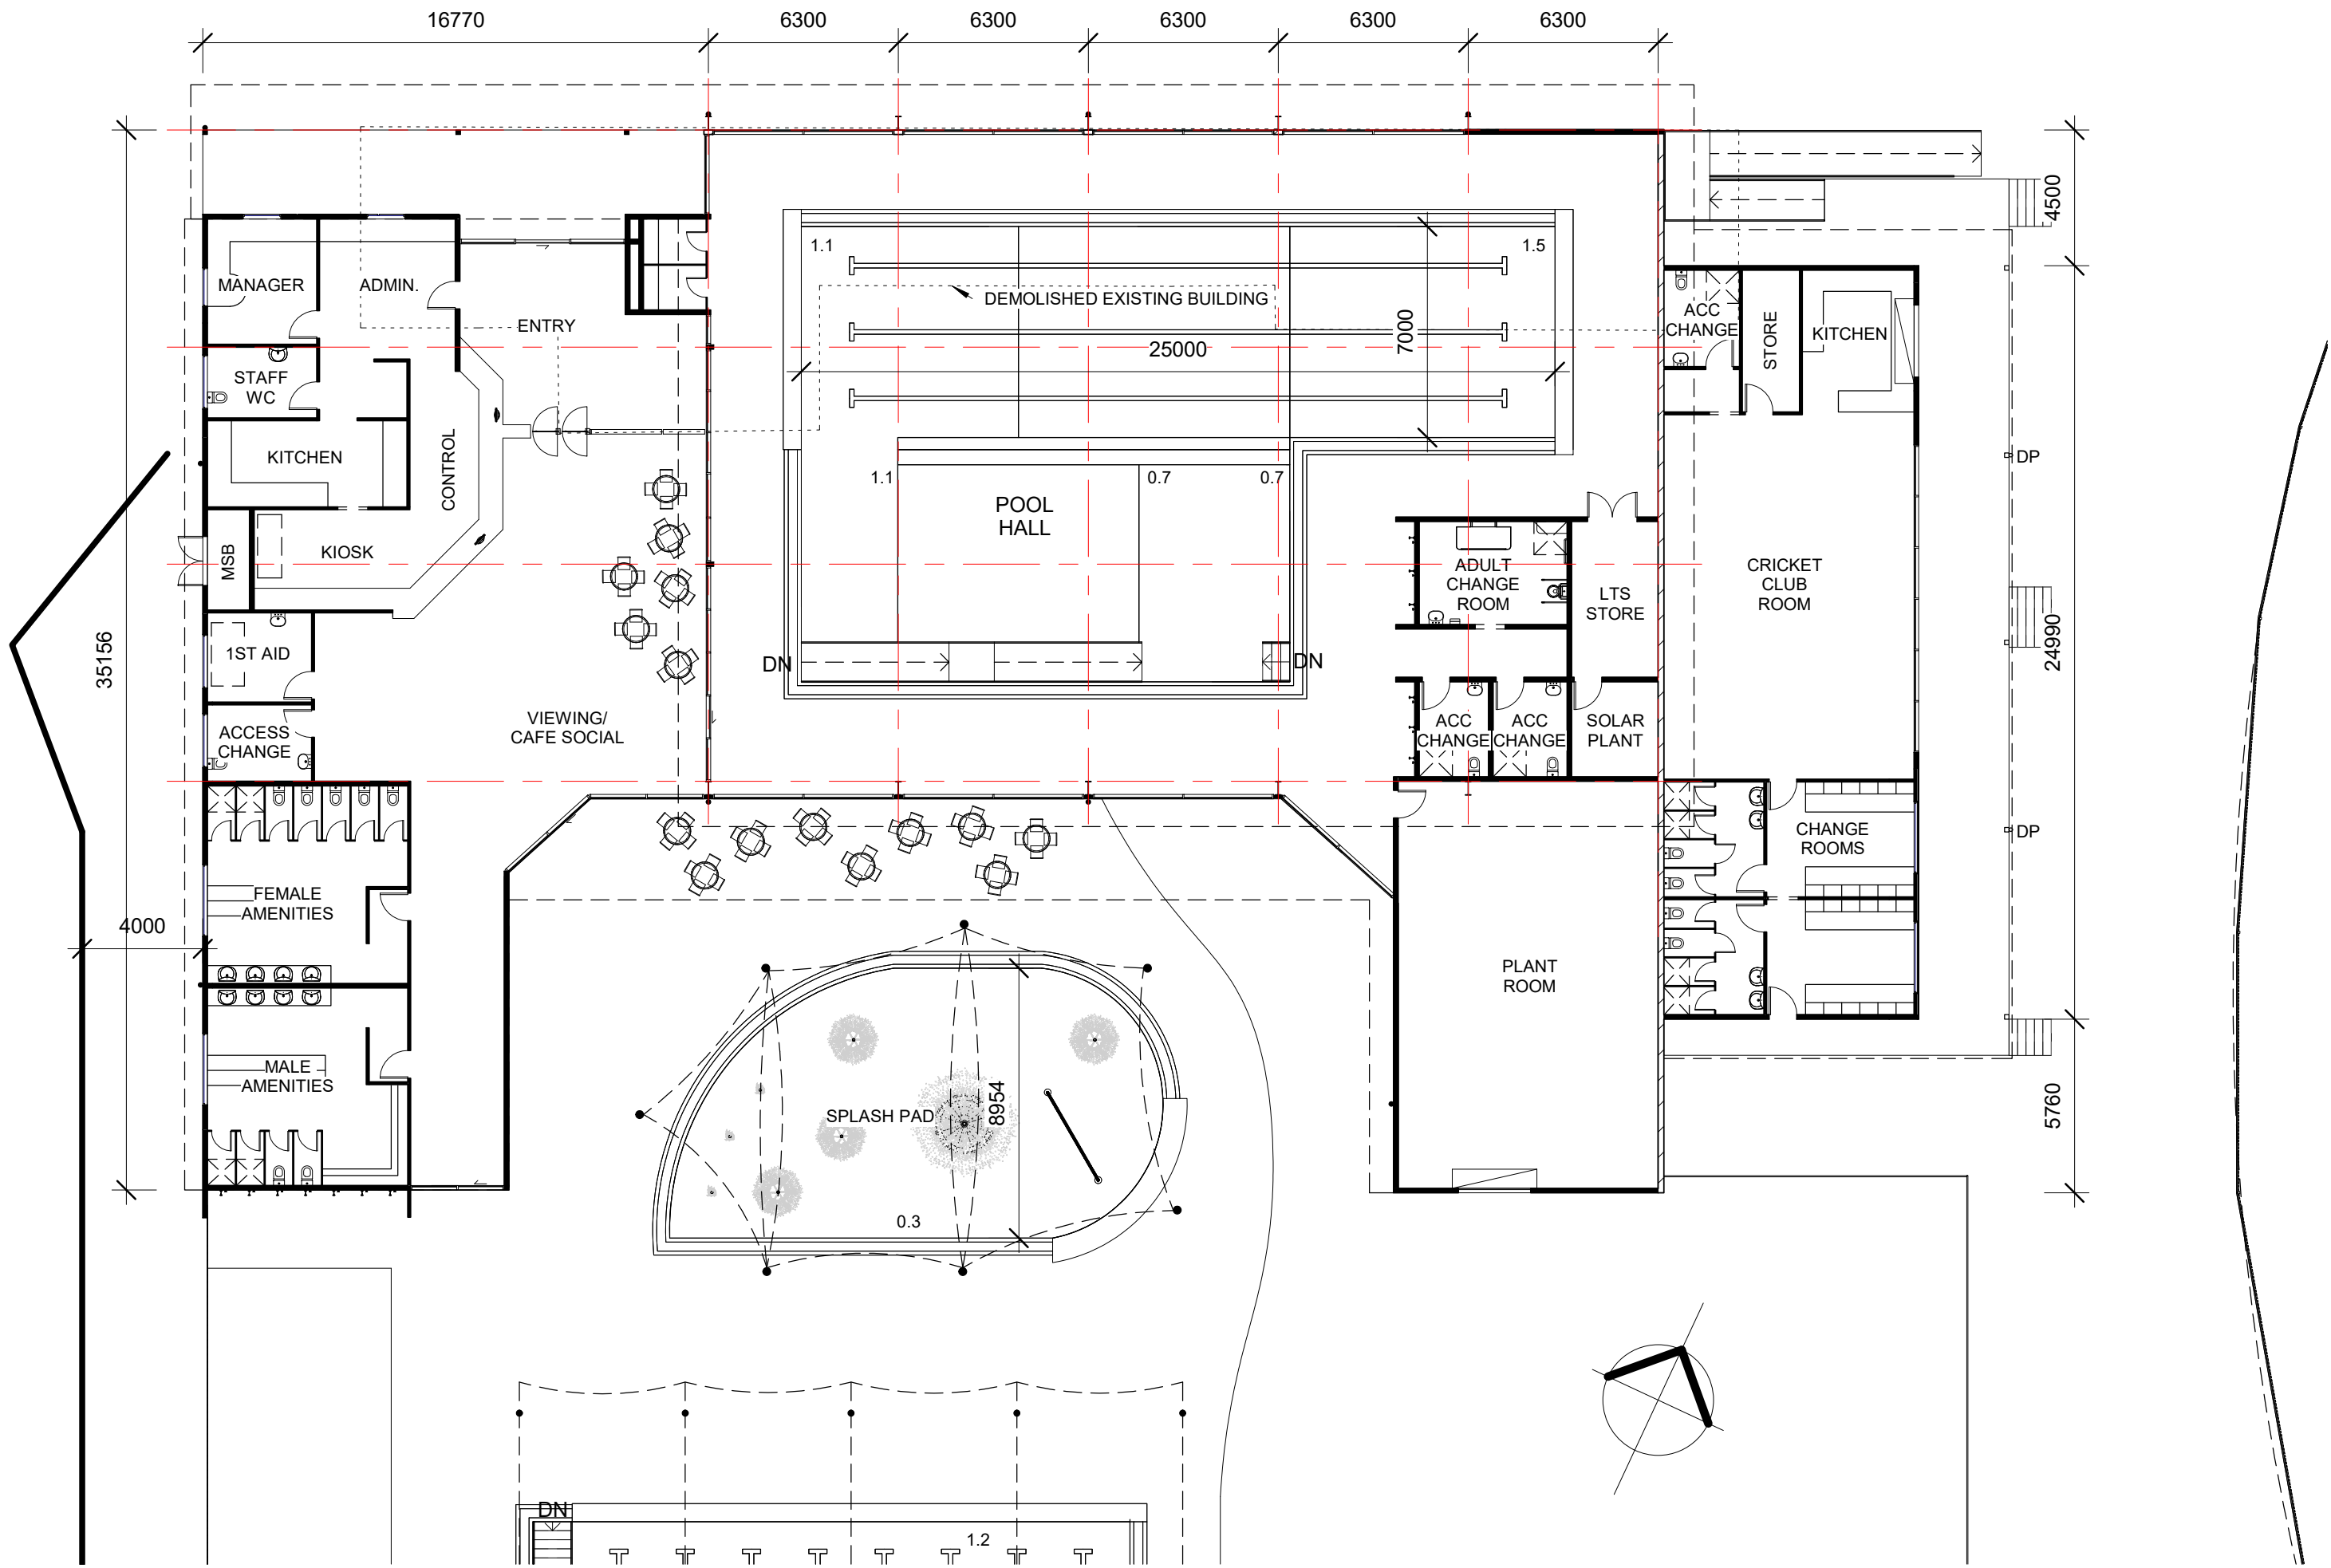 16770
6300
6300
6300
6300
6300
4500
1.1
1.5
MANAGER
ADMIN.
DEMOLISHED EXISTING BUILDING
ENTRY
7000
25000
ACC
CHANGE
STORE
KITCHEN
STAFF
WC
KITCHEN
CONTROL
DP
1.1
0.7
0.7
POOL
HALL
MSB
KIOSK
ADULT
CHANGE
ROOM
LTS
STORE
CRICKET
CLUB
ROOM
35156
1ST AID
DN
DN
24990
VIEWING/
CAFE SOCIAL
ACCESS
CHANGE
ACC
CHANGE
ACC
CHANGE
SOLAR
PLANT
CHANGE
ROOMS
DP
FEMALE
AMENITIES
4000
PLANT
ROOM
MALE
AMENITIES
SPLASH PAD
8954
5760
0.3
DN
1.2